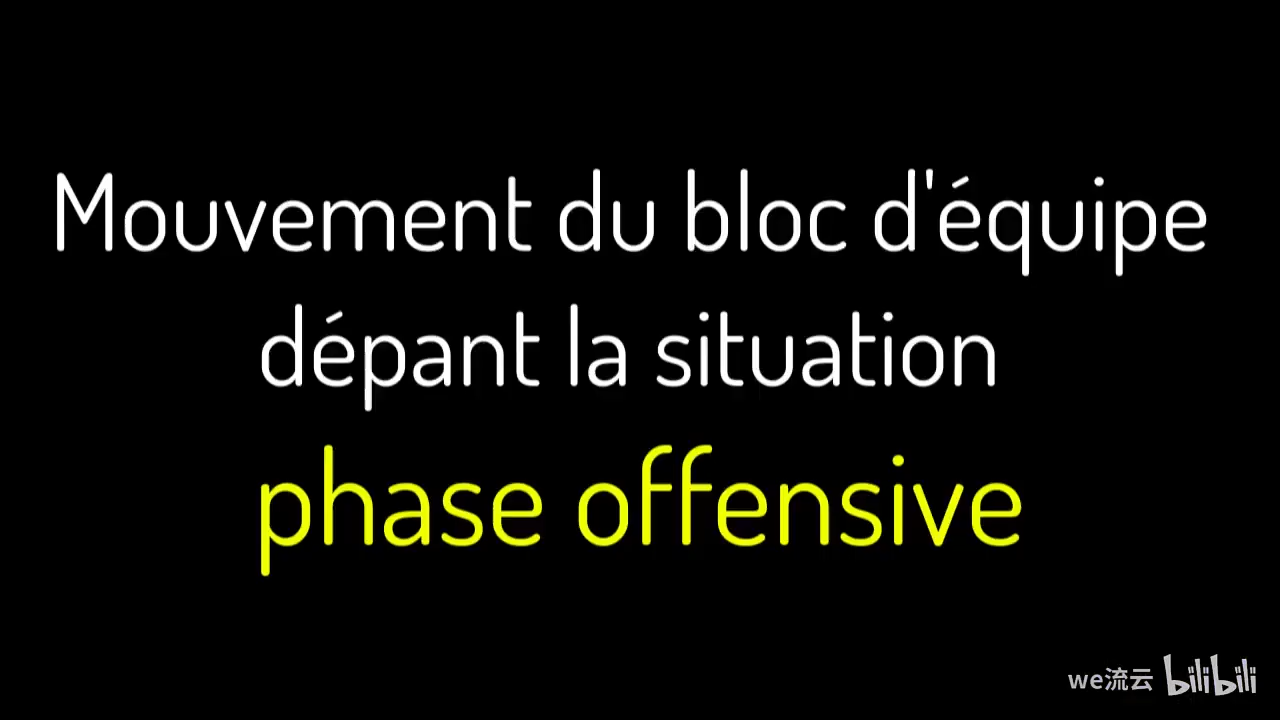 Mouvement du bloc d'équipe
dépant la situation
phase offensive
we流云 bilibili